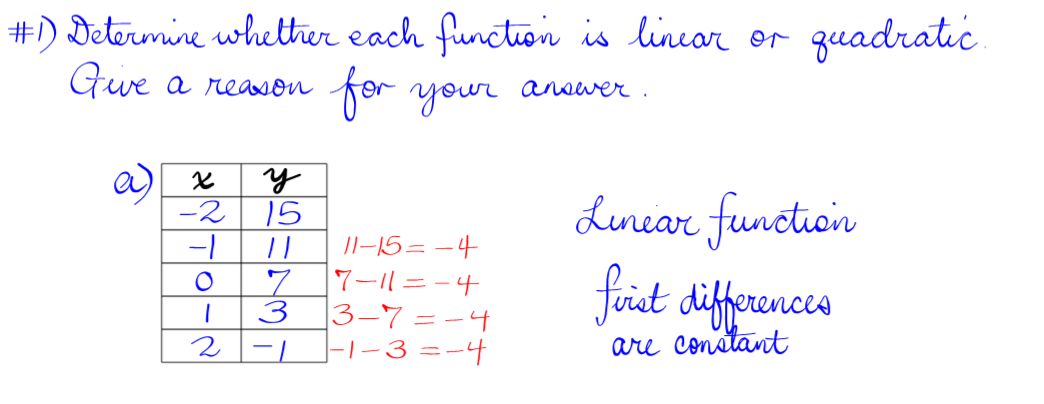 #1) Determine whether each function is linear or quadratic.
Give a reason for your answer.
a) x y
-2 15
-1 11 11-15=-4
0 7 7-11=-4
1 3 3-7=-4
2 -1 -1-3=-4
Linear function
first differences
are constant